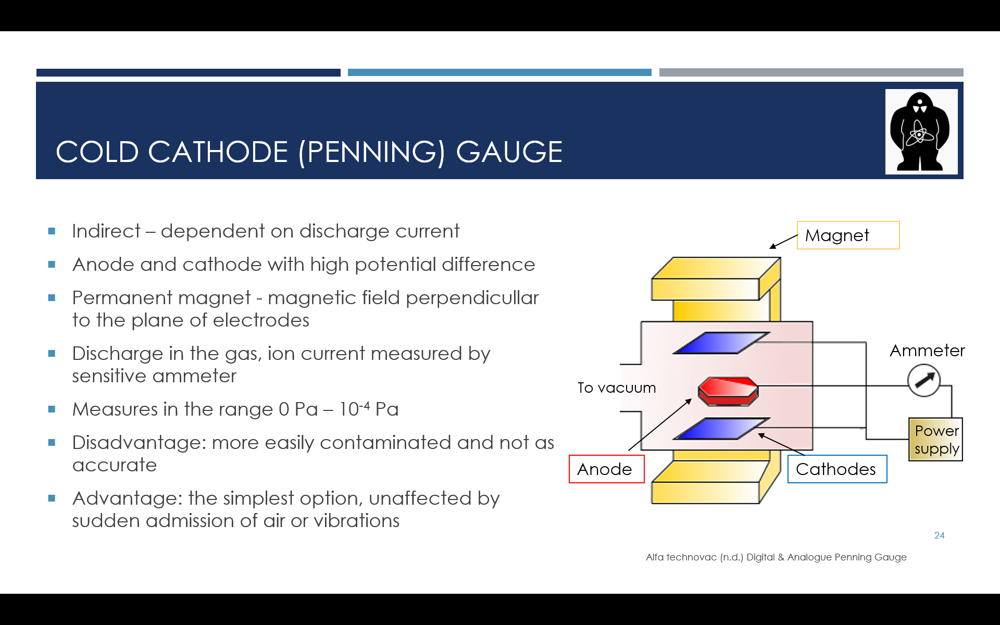 COLD CATHODE (PENNING) GAUGE
Indirect – dependent on discharge current
Anode and cathode with high potential difference
Permanent magnet - magnetic field perpendicullar
to the plane of electrodes
Discharge in the gas, ion current measured by
sensitive ammeter
Measures in the range 0 Pa – 10⁻⁴ Pa
Disadvantage: more easily contaminated and not as
accurate
Advantage: the simplest option, unaffected by
sudden admission of air or vibrations
Magnet
Ammeter
To vacuum
Power
supply
Anode
Cathodes
24
Alfa technovac (n.d.) Digital & Analogue Penning Gauge